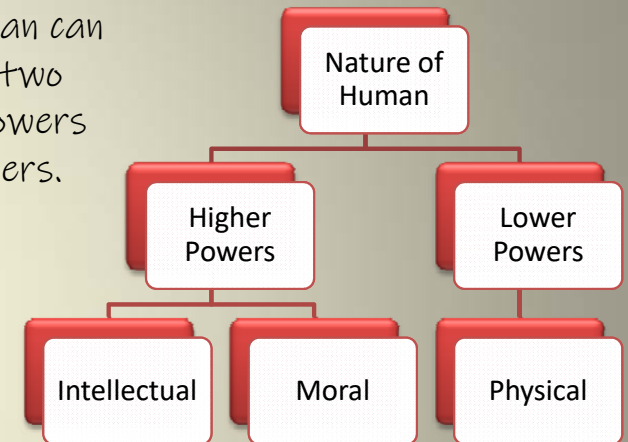 an can
two
owers
ers.
Nature of
Human
Higher
Powers
Lower
Powers
Intellectual
Moral
Physical